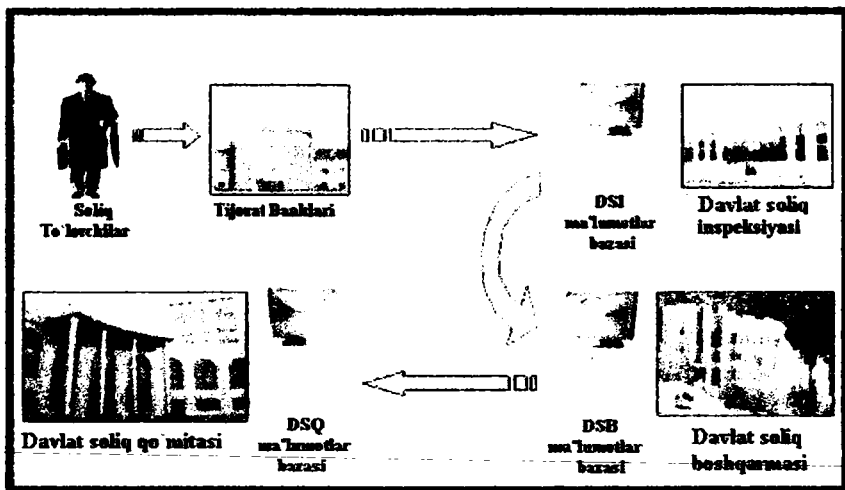 Soliq
To`lovchilar
Tijorat Banklari
DSI
ma'lumotlar
bazasi
Davlat soliq
inspeksiyasi
Davlat soliq qo`mitasi
DSQ
ma'lumotlar
bazasi
DSB
ma'lumotlar
bazasi
Davlat soliq
boshqarmasi